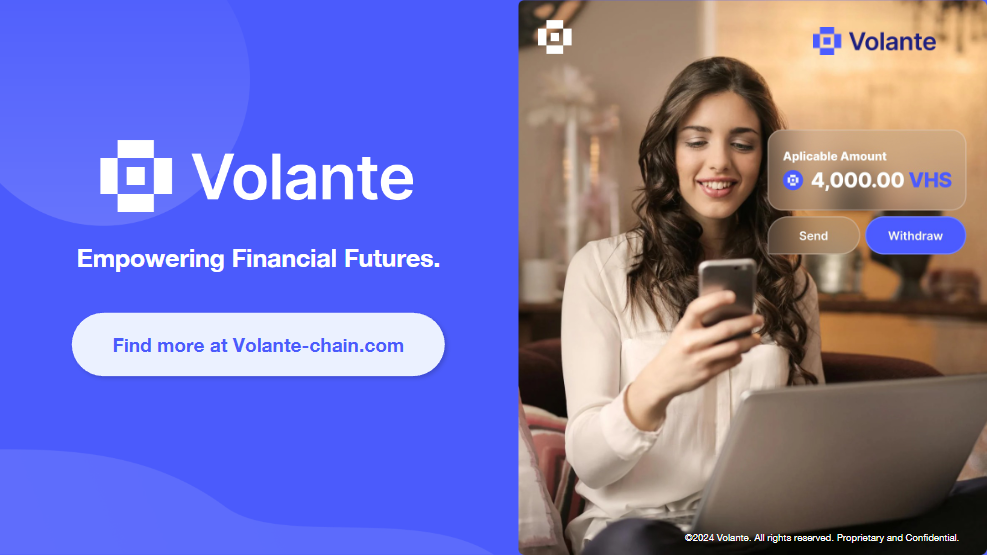 Volante
Empowering Financial Futures.
Find more at Volante-chain.com
Volante
Aplicable Amount
4,000.00 VHS
Send
Withdraw
©2024 Volante. All rights reserved. Proprietary and Confidential.